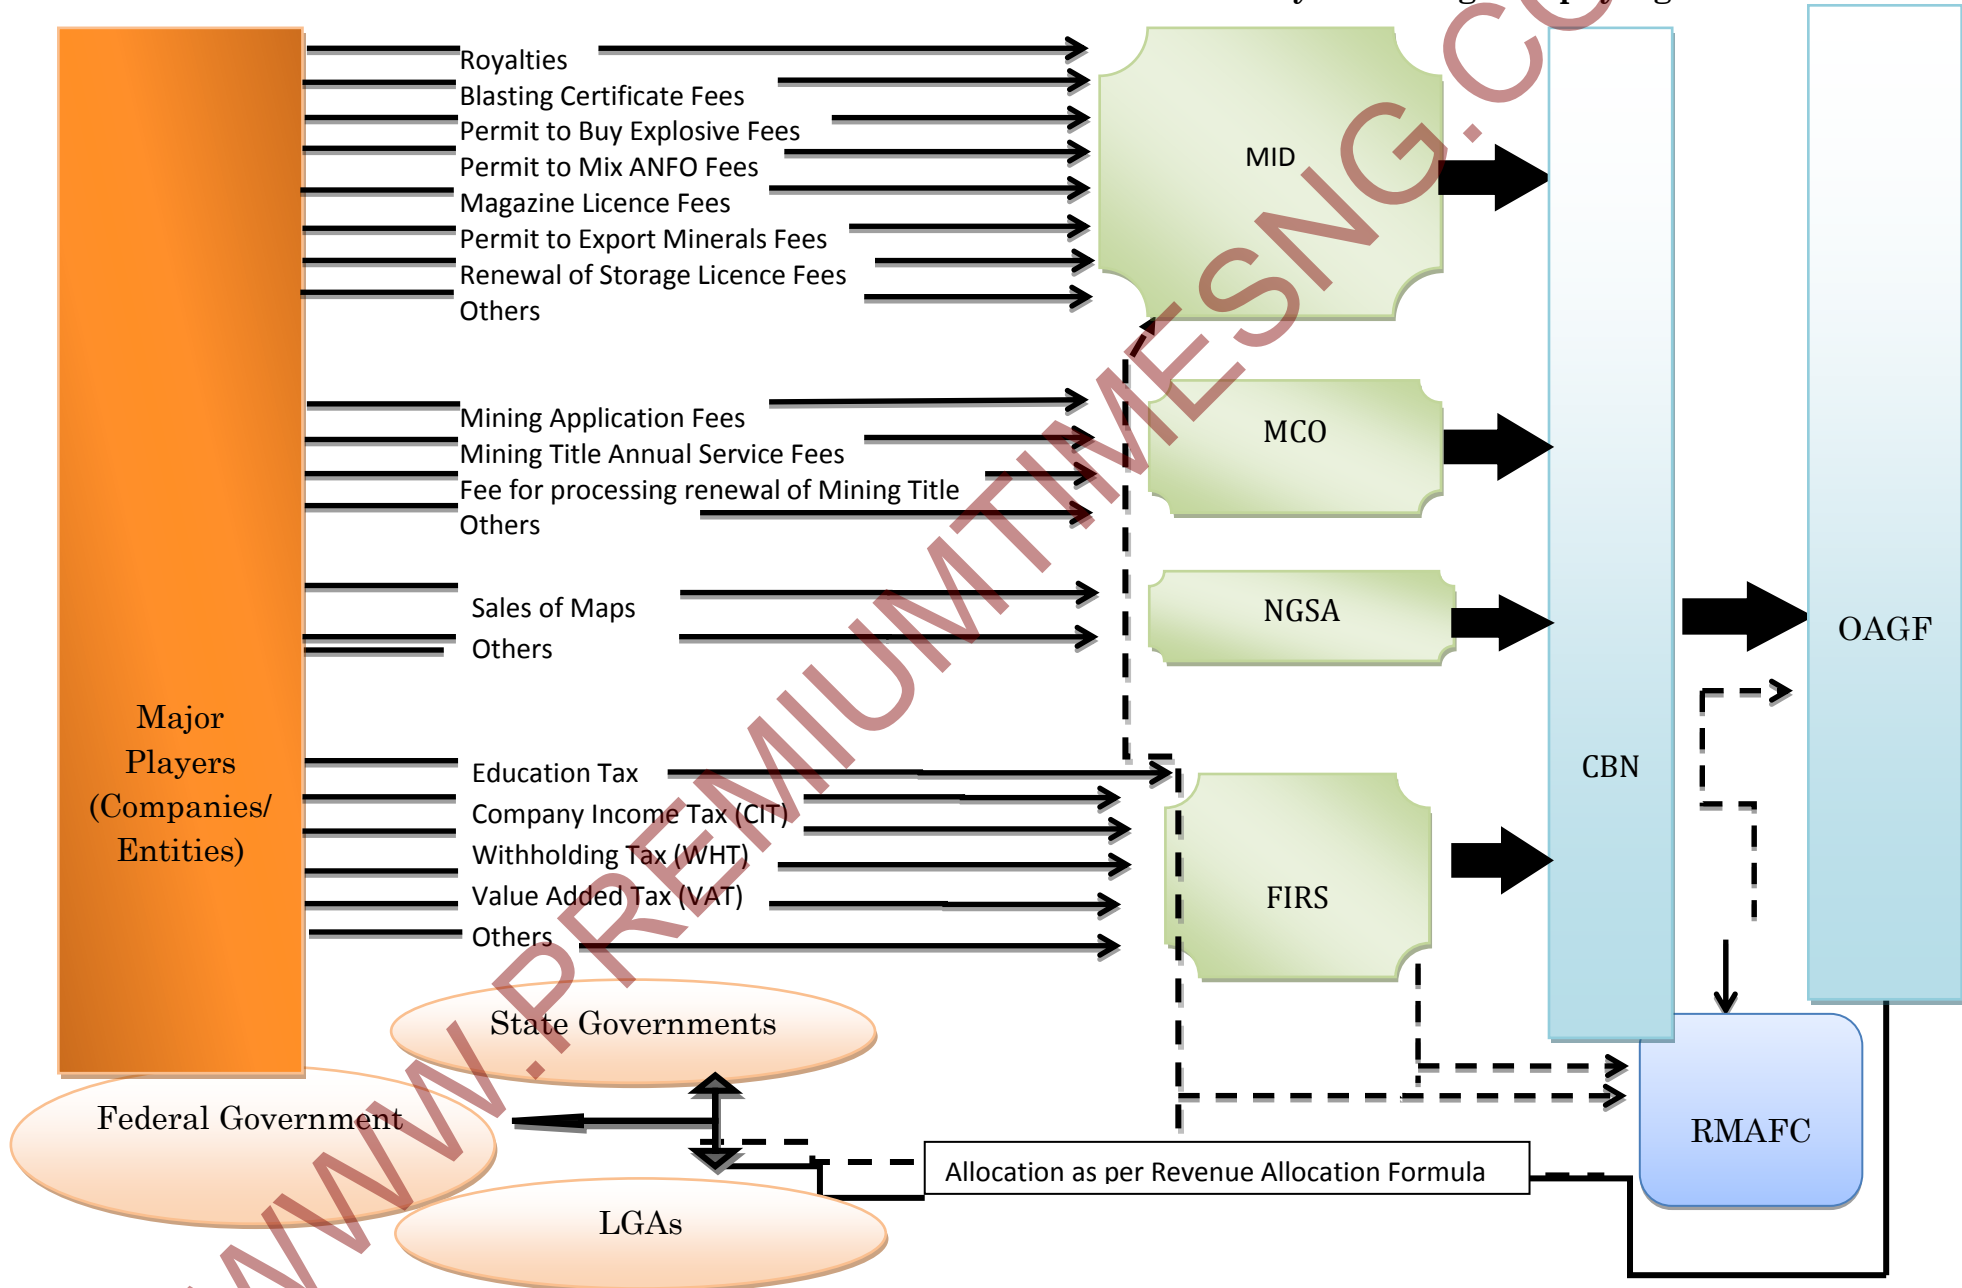 Royalties
Blasting Certificate Fees
Permit to Buy Explosive Fees
Permit to Mix ANFO Fees
Magazine Licence Fees
Permit to Export Minerals Fees
Renewal of Storage Licence Fees
Others
MID
Mining Application Fees
Mining Title Annual Service Fees
Fee for processing renewal of Mining Title
Others
MCO
Sales of Maps
Others
NGSA
OAGF
Major
Players
(Companies/
Entities)
Education Tax
Company Income Tax (CIT)
Withholding Tax (WHT)
Value Added Tax (VAT)
Others
FIRS
CBN
State Governments
Federal Government
LGAs
Allocation as per Revenue Allocation Formula
RMAFC
WWW.PREMIUMTIMESNG.CO